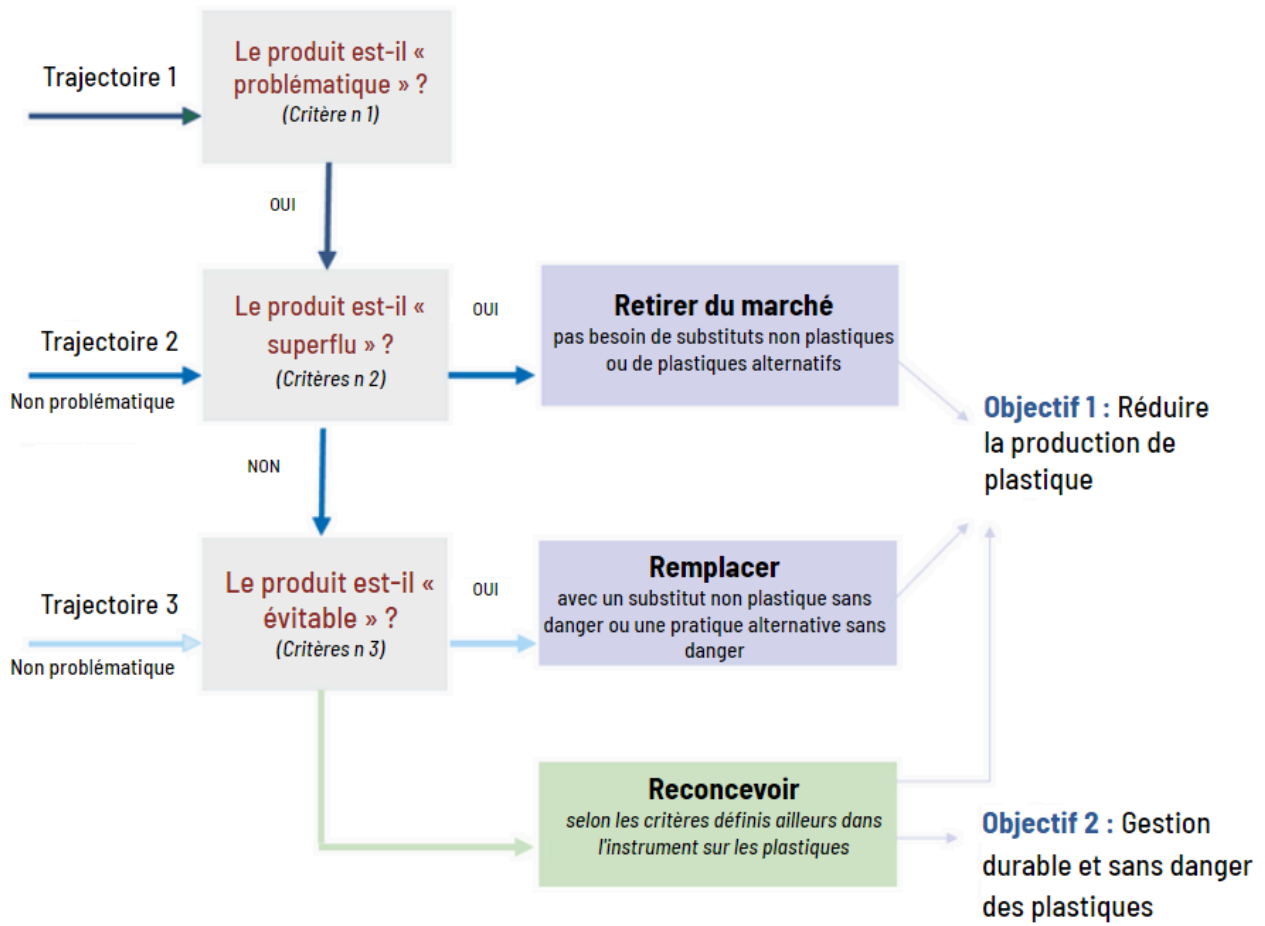 Le produit est-il «
problématique » ?
(Critère n 1)
Trajectoire 1
OUI
Le produit est-il «
superflu » ?
(Critères n 2)
Trajectoire 2
Non problématique
OUI
Retirer du marché
pas besoin de substituts non plastiques
ou de plastiques alternatifs
Objectif 1 : Réduire
la production de
plastique
NON
Le produit est-il «
évitable » ?
(Critères n 3)
Trajectoire 3
Non problématique
OUI
Remplacer
avec un substitut non plastique sans
danger ou une pratique alternative sans
danger
Reconcevoir
selon les critères définis ailleurs dans
l'instrument sur les plastiques
Objectif 2 : Gestion
durable et sans danger
des plastiques